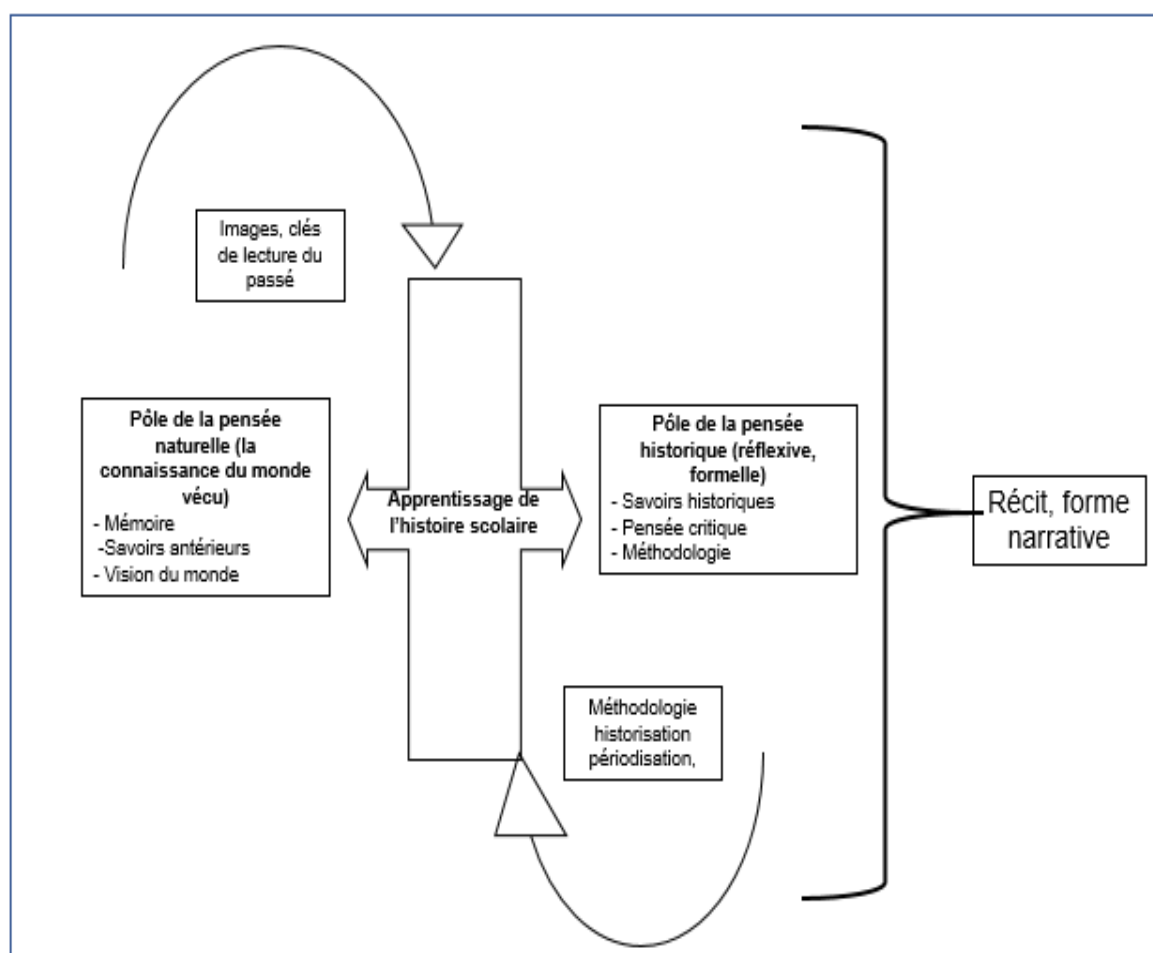 Images, clés
de lecture du
passé
Pôle de la pensée
naturelle (la
connaissance du monde
vécu)
- Mémoire
-Savoirs antérieurs
- Vision du monde
Apprentissage de
l'histoire scolaire
Pôle de la pensée
historique (réflexive,
formelle)
- Savoirs historiques
- Pensée critique
- Méthodologie
Récit, forme
narrative
Méthodologie
historisation
périodisation,